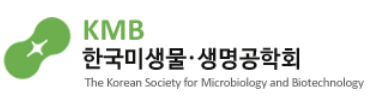 KMB
한국미생물·생명공학회
The Korean Society for Microbiology and Biotechnology